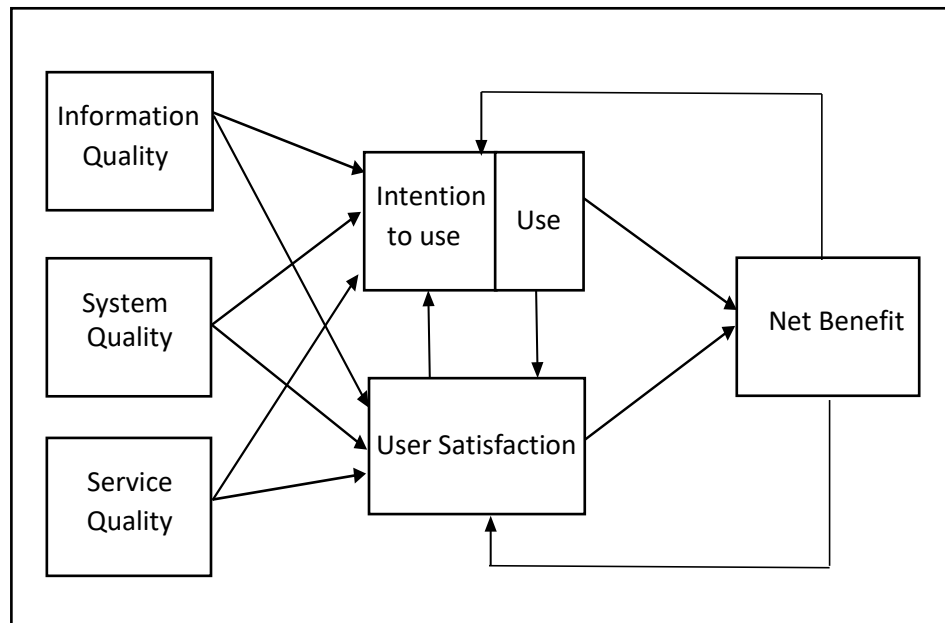 Information
Quality
System
Quality
Service
Quality
Intention
to use
Use
User Satisfaction
Net Benefit